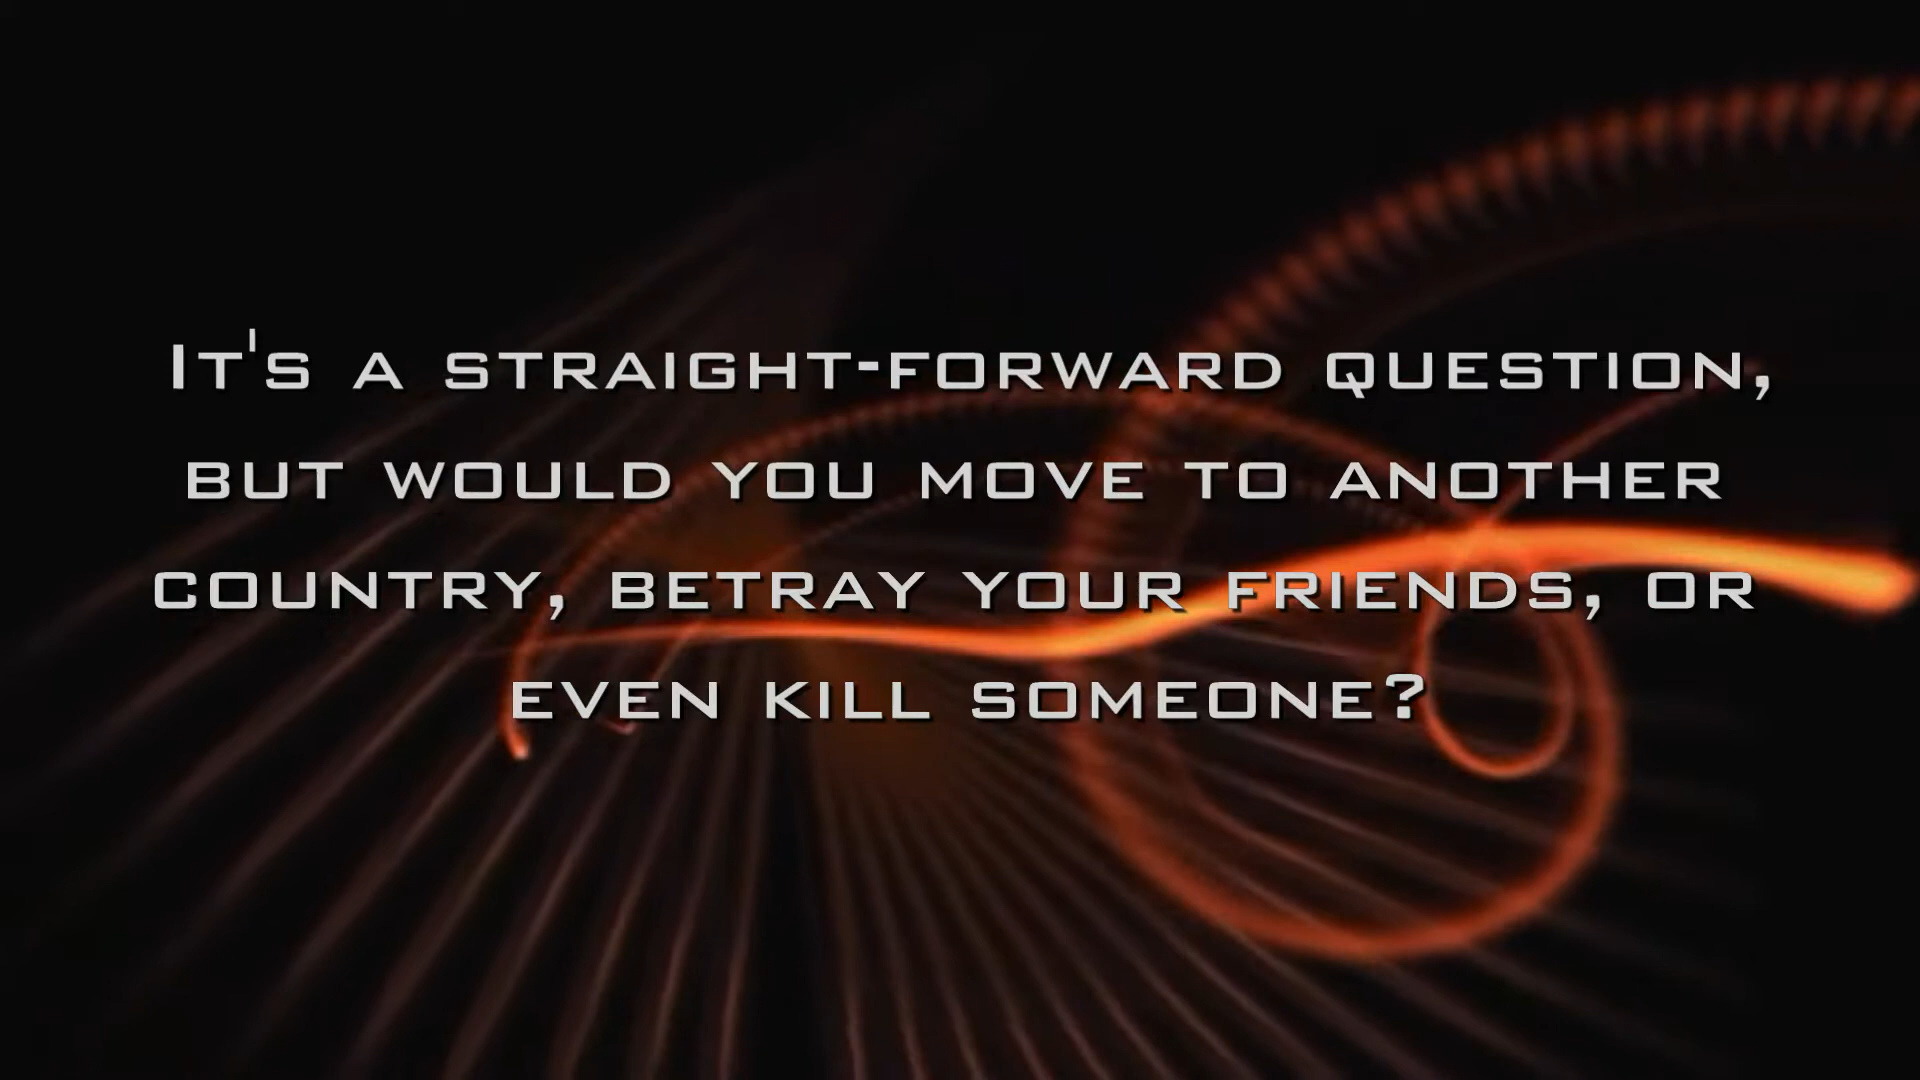 It's a straight-forward question,
but would you move to another
country, betray your friends, or
even kill someone?